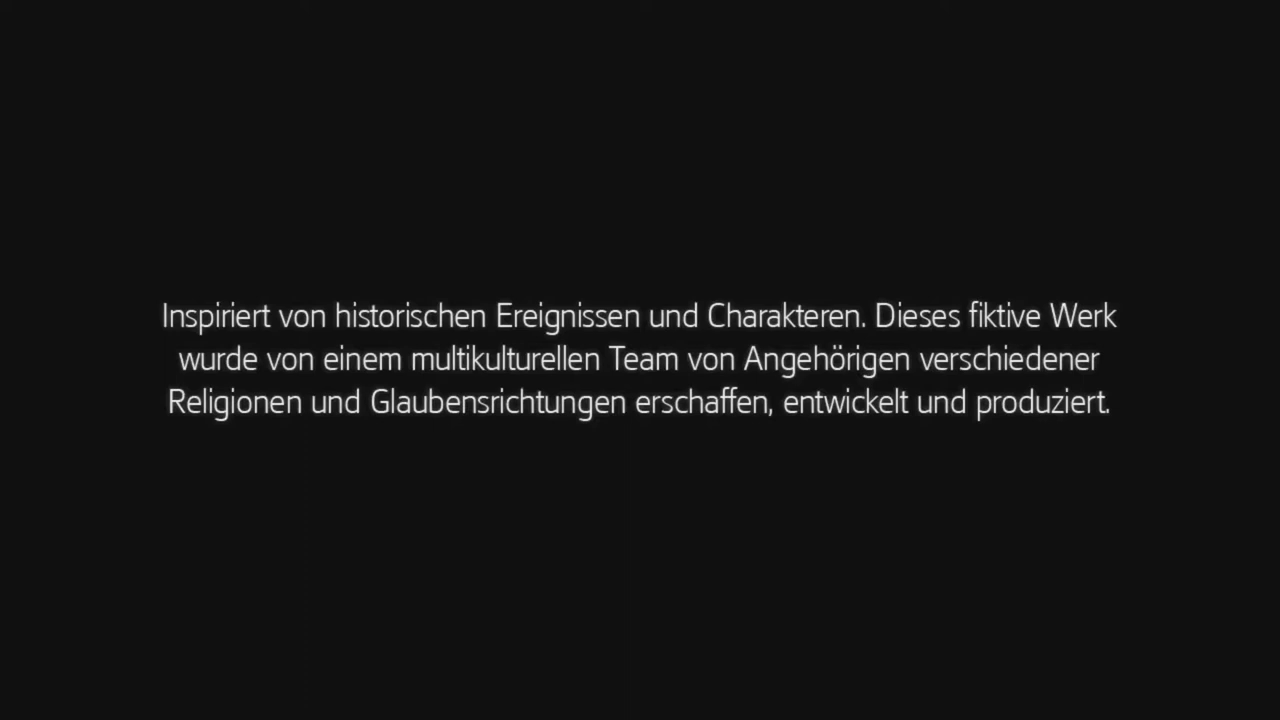 Inspiriert von historischen Ereignissen und Charakteren. Dieses fiktive Werk
wurde von einem multikulturellen Team von Angehörigen verschiedener
Religionen und Glaubensrichtungen erschaffen, entwickelt und produziert.